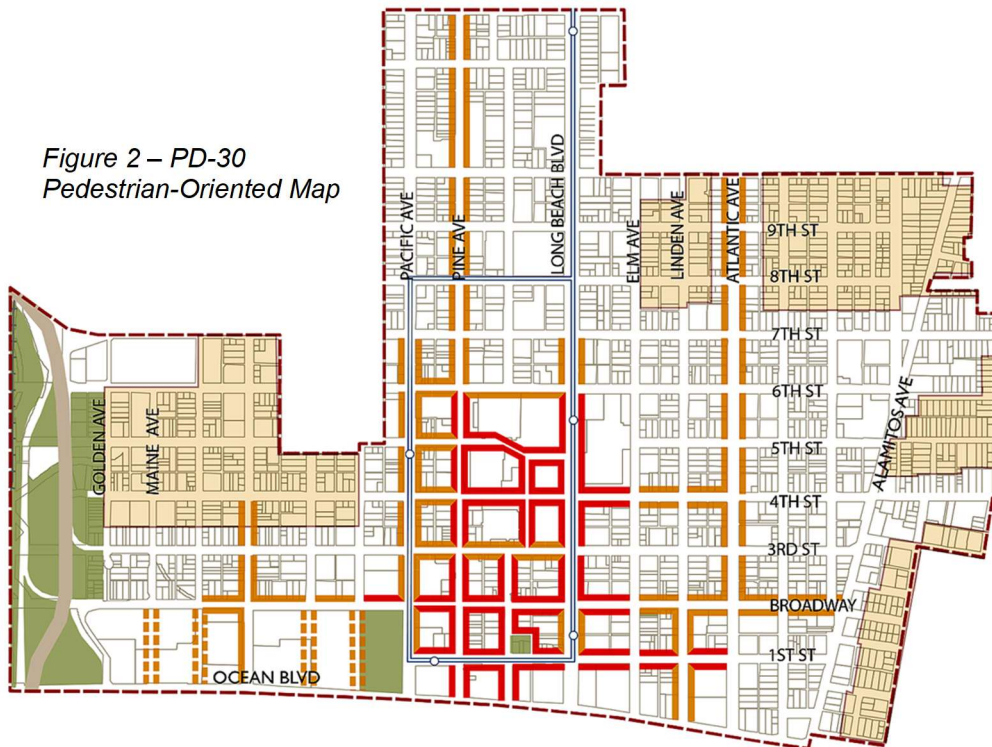 Figure 2 – PD-30
Pedestrian-Oriented Map
PACIFIC AVE
PINE AVE
LONG BEACH BLVD
ELM AVE
LINDEN AVE
ATLANTIC AVE
9TH ST
8TH ST
7TH ST
6TH ST
5TH ST
4TH ST
3RD ST
BROADWAY
1ST ST
ALAMITOS AVE
GOLDEN AVE
MAINE AVE
OCEAN BLVD